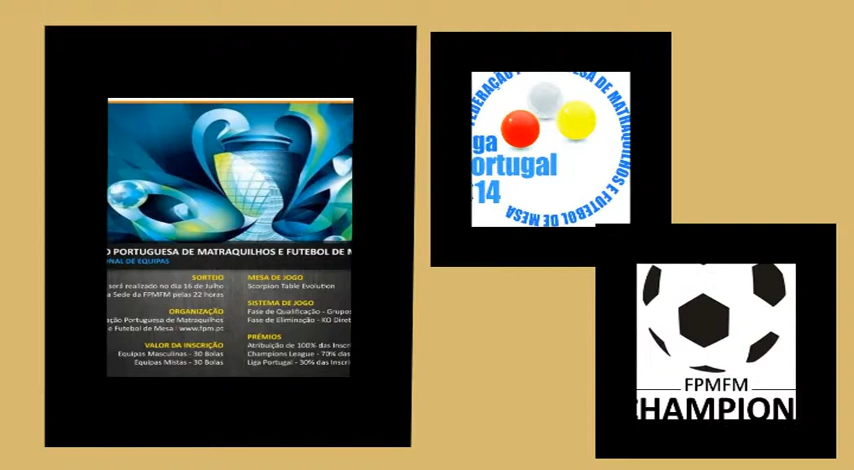 O PORTUGUESA DE MATRAQUILHOS E FUTEBOL DE M
ONAL DE EQUIPAS
SORTEIO
será realizado no dia 16 de Julho
a Sede da FPMFM pelas 22 horas
ORGANIZAÇÃO
ação Portuguesa de Matraquilhos
e Futebol de Mesa | www.fpm.pt
VALOR DA INSCRIÇÃO
Equipas Masculinas - 30 Bolas
Equipas Mistas - 30 Bolas
MESA DE JOGO
Scorpion Table Evolution
SISTEMA DE JOGO
Fase de Qualificação - Grupos
Fase de Eliminação - KO Diret
PRÉMIOS
Atribuição de 100% das Inscri
Champions League - 70% das
Liga Portugal - 30% das Inscri
FEDERAÇÃO
SA DE MATRAQUILHOS E FUTEBOL DE MESA
ga
ortugal
14
FPMFM
CHAMPION